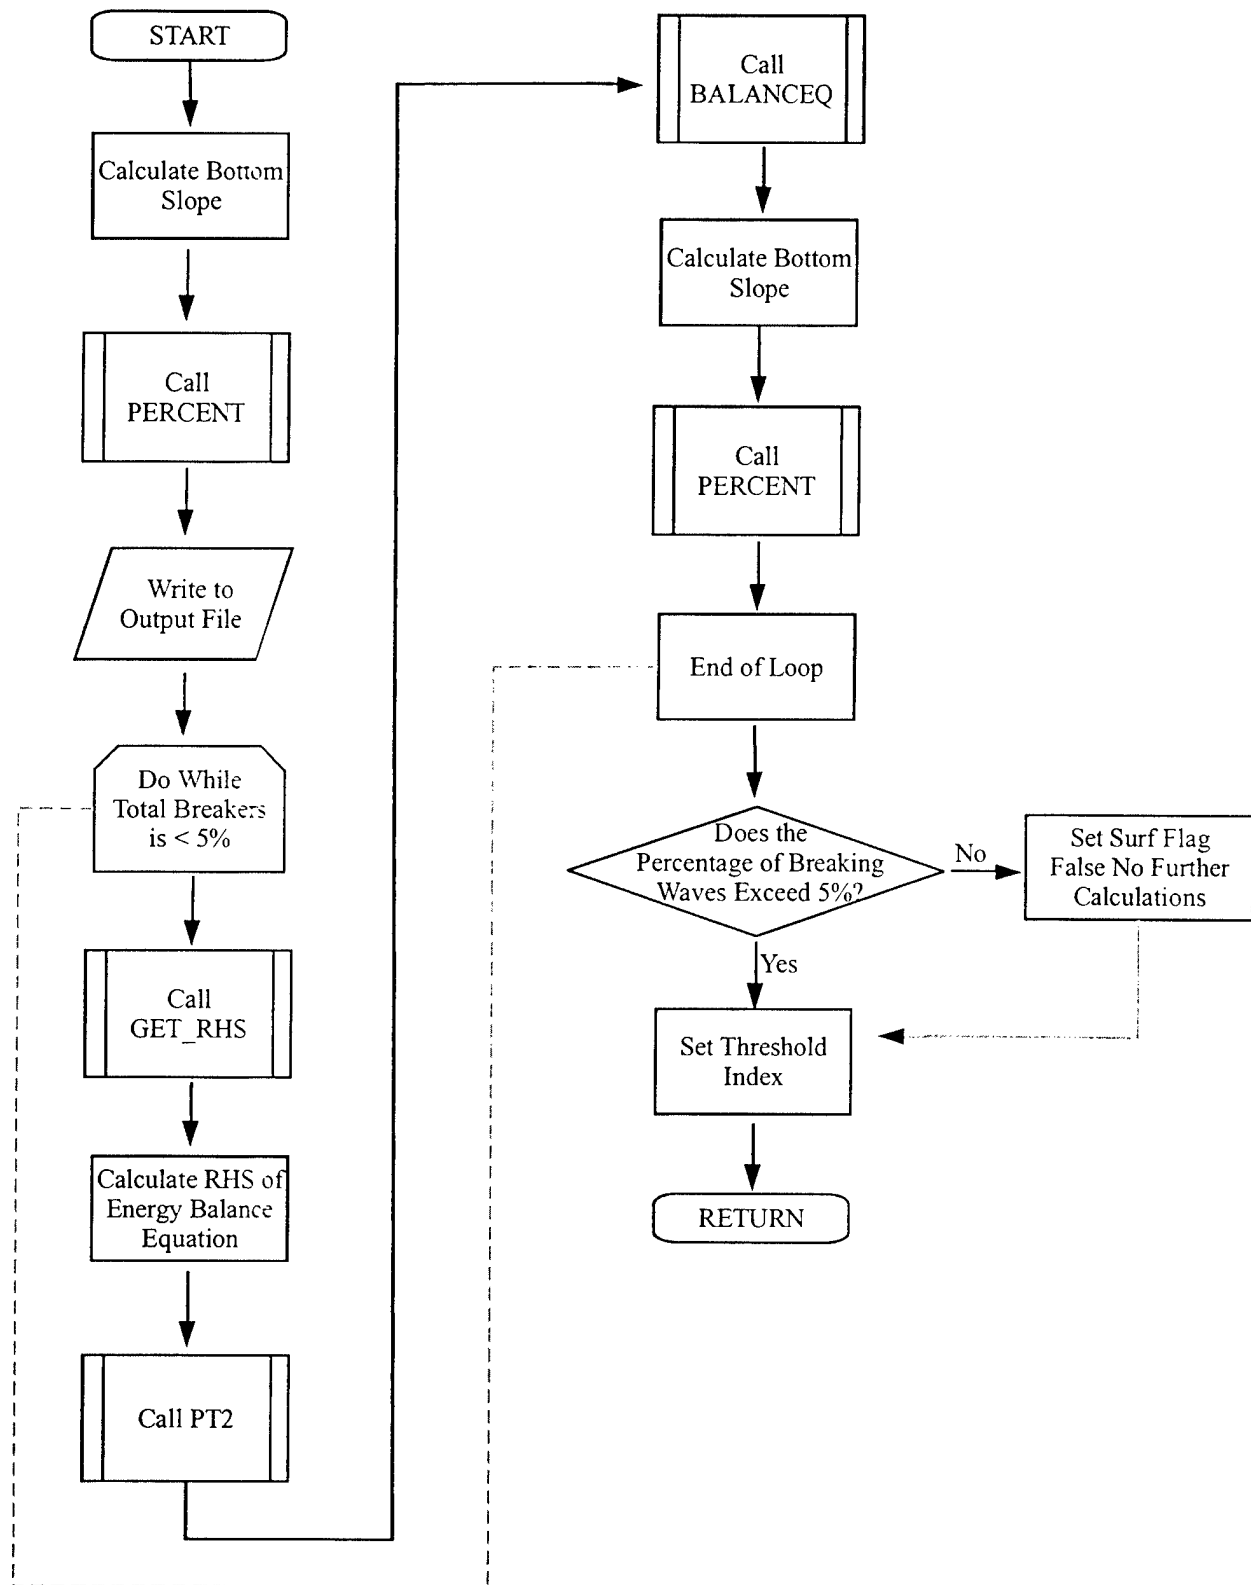 START
Calculate Bottom
Slope
Call
PERCENT
Write to
Output File
Do While
Total Breakers
is < 5%
Call
GET_RHS
Calculate RHS of
Energy Balance
Equation
Call PT2
Call
BALANCEQ
Calculate Bottom
Slope
Call
PERCENT
End of Loop
Does the
Percentage of Breaking
Waves Exceed 5%?
No
Set Surf Flag
False No Further
Calculations
Yes
Set Threshold
Index
RETURN